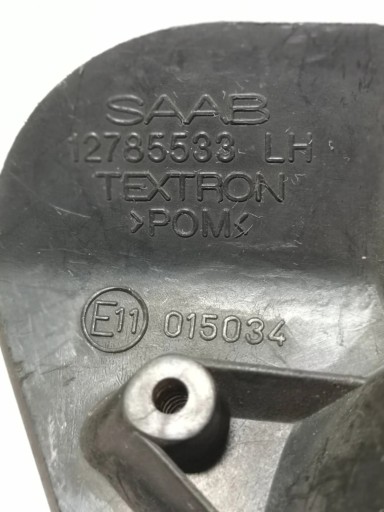 SAAB
12785533 LH
TEXTRON
>POM<
E11 015034